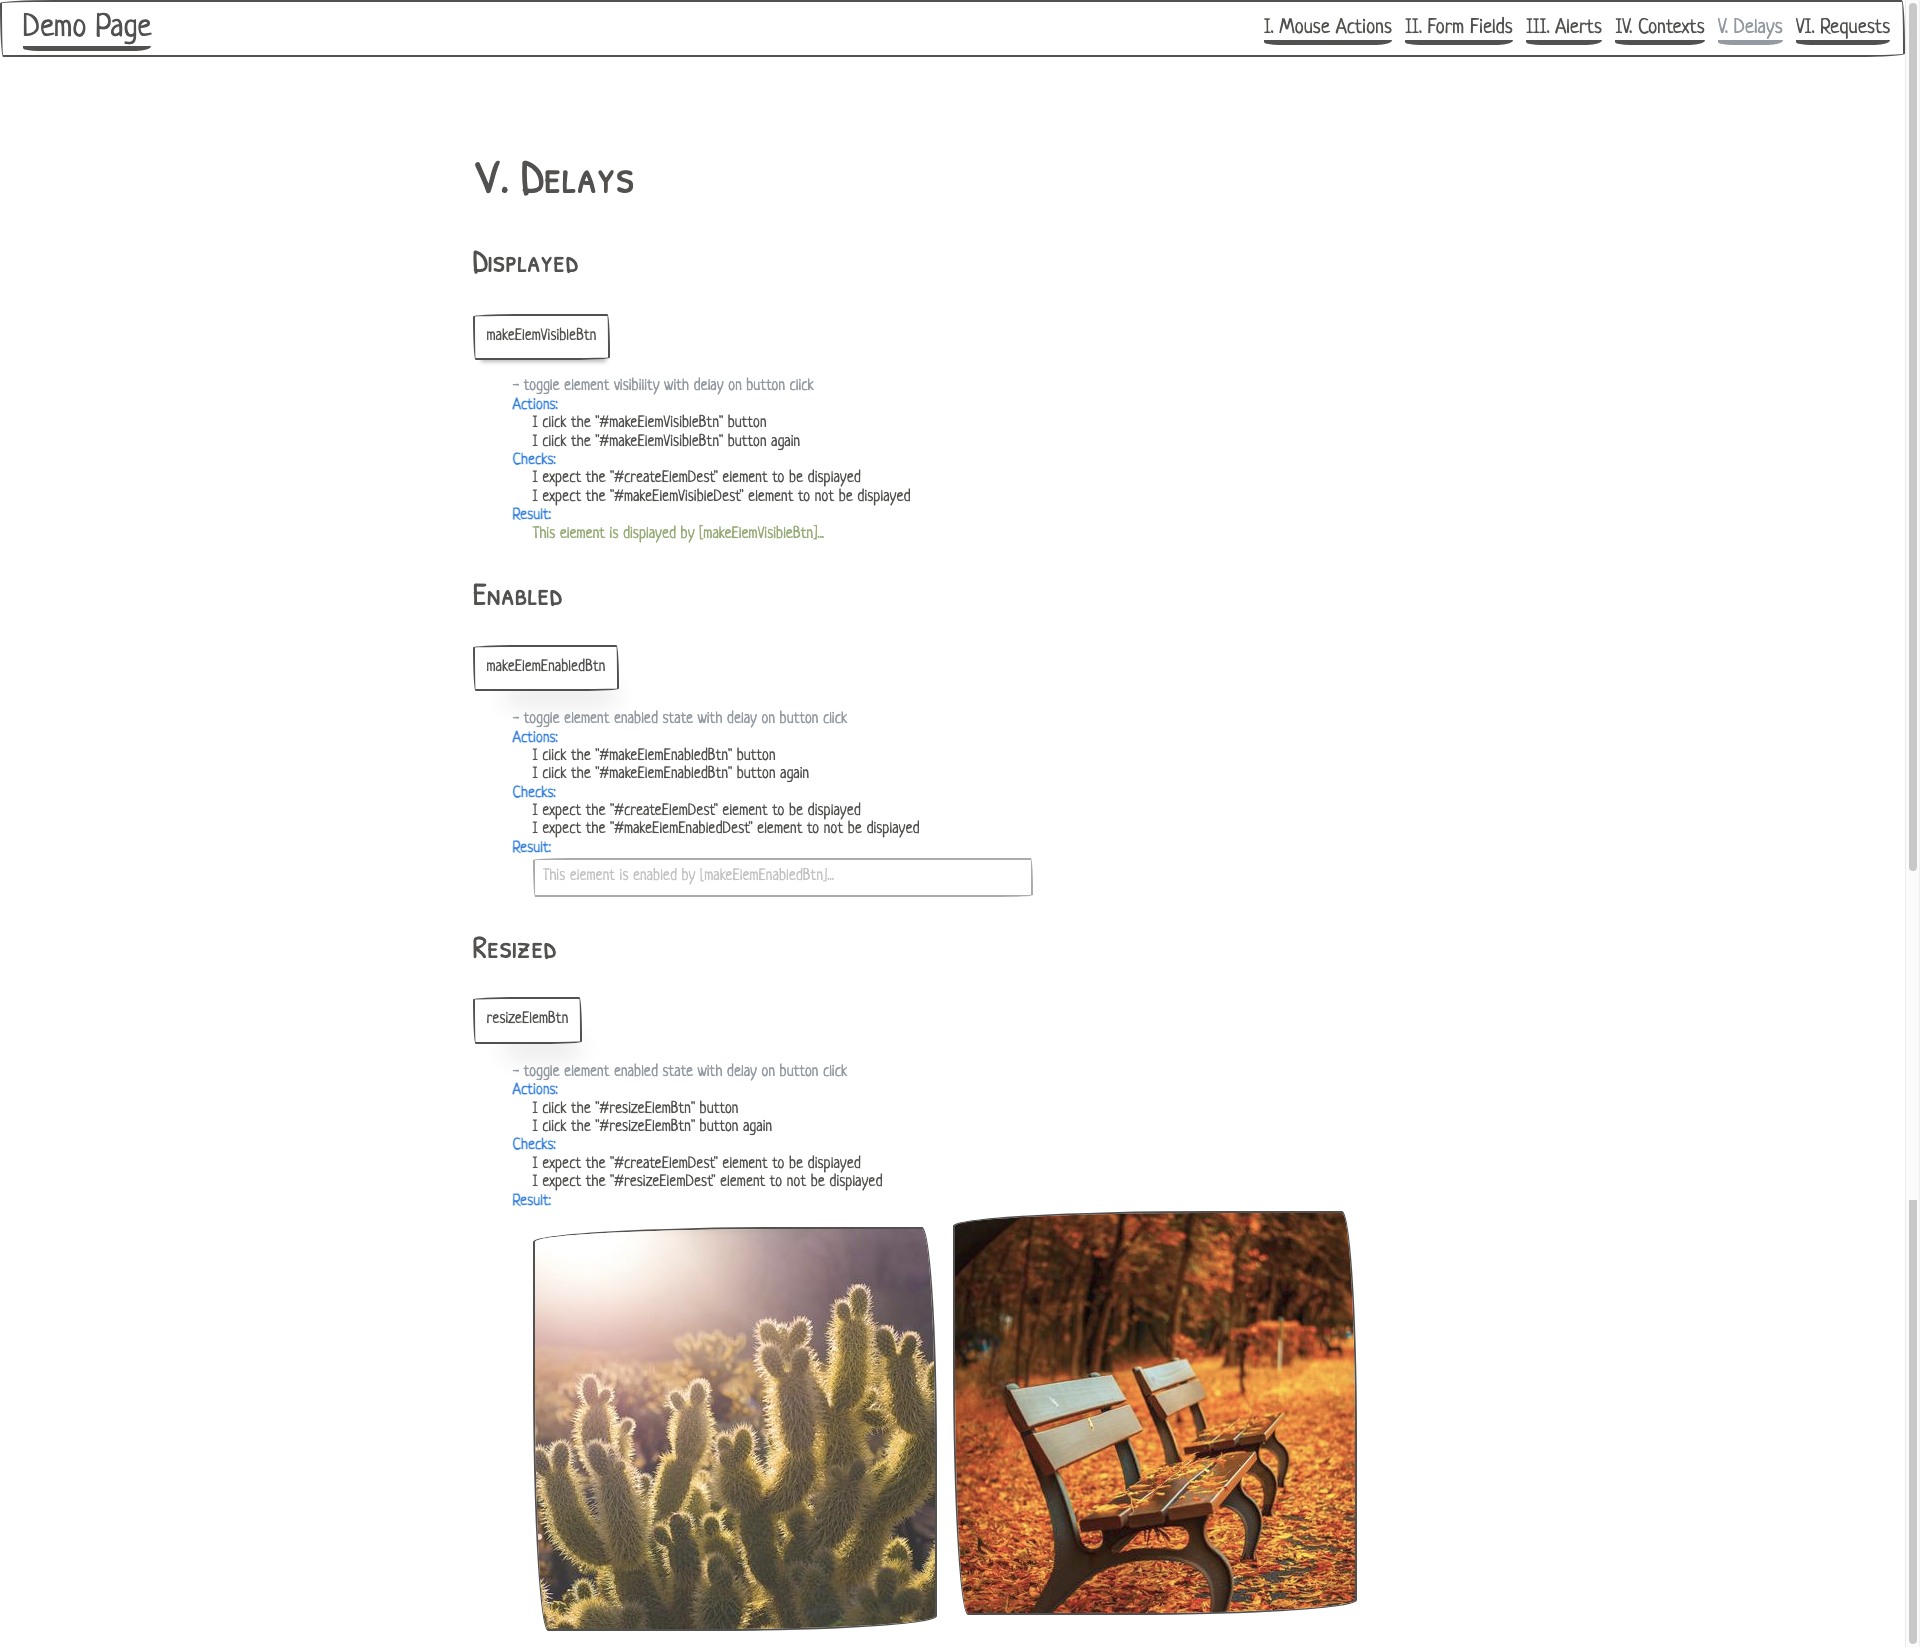 Demo Page
I. Mouse Actions II. Form Fields III. Alerts IV. Contexts V. Delays VI. Requests
V. Delays
Displayed
makeElemVisibleBtn
- toggle element visibility with delay on button click
Actions:
I click the "#makeElemVisibleBtn" button
I click the "#makeElemVisibleBtn" button again
Checks:
I expect the "#createElemDest" element to be displayed
I expect the "#makeElemVisibleDest" element to not be displayed
Result:
This element is displayed by [makeElemVisibleBtn]...
Enabled
makeElemEnabledBtn
- toggle element enabled state with delay on button click
Actions:
I click the "#makeElemEnabledBtn" button
I click the "#makeElemEnabledBtn" button again
Checks:
I expect the "#createElemDest" element to be displayed
I expect the "#makeElemEnabledDest" element to not be displayed
Result:
This element is enabled by [makeElemEnabledBtn]...
Resized
resizeElemBtn
- toggle element enabled state with delay on button click
Actions:
I click the "#resizeElemBtn" button
I click the "#resizeElemBtn" button again
Checks:
I expect the "#createElemDest" element to be displayed
I expect the "#resizeElemDest" element to not be displayed
Result: